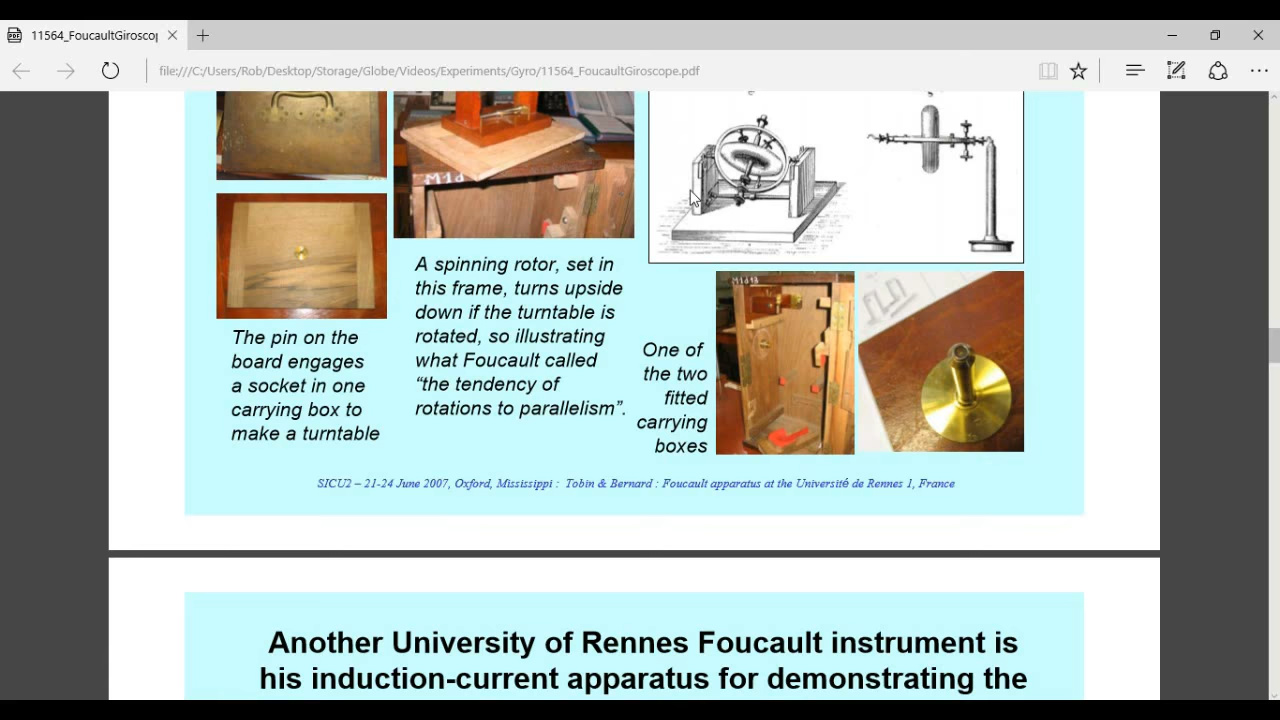 11564_FoucaultGirosco
file:///C:/Users/Rob/Desktop/Storage/Globe/Videos/Experiments/Gyro/11564_FoucaultGiroscope.pdf
M1d
The pin on the
board engages
a socket in one
carrying box to
make a turntable
A spinning rotor, set in
this frame, turns upside
down if the turntable is
rotated, so illustrating
what Foucault called
“the tendency of
rotations to parallelism”.
One of
the two
fitted
carrying
boxes
SICU2 – 21-24 June 2007, Oxford, Mississippi : Tobin & Bernard : Foucault apparatus at the Université de Rennes 1, France
Another University of Rennes Foucault instrument is
his induction-current apparatus for demonstrating the